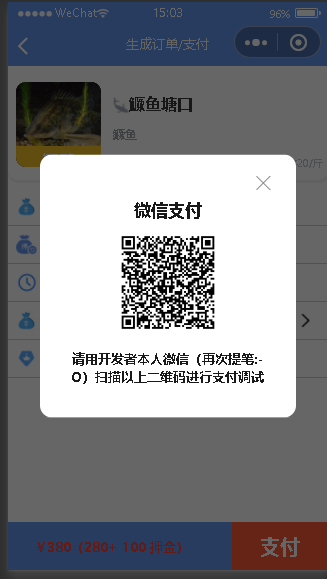 WeChat 15:03 96%
生成订单/支付
鳜鱼塘口
鳜鱼
20/斤
微信支付
请用开发者本人微信（再次提笔:-
O）扫描以上二维码进行支付调试
￥380（280+ 100 押金）
支付